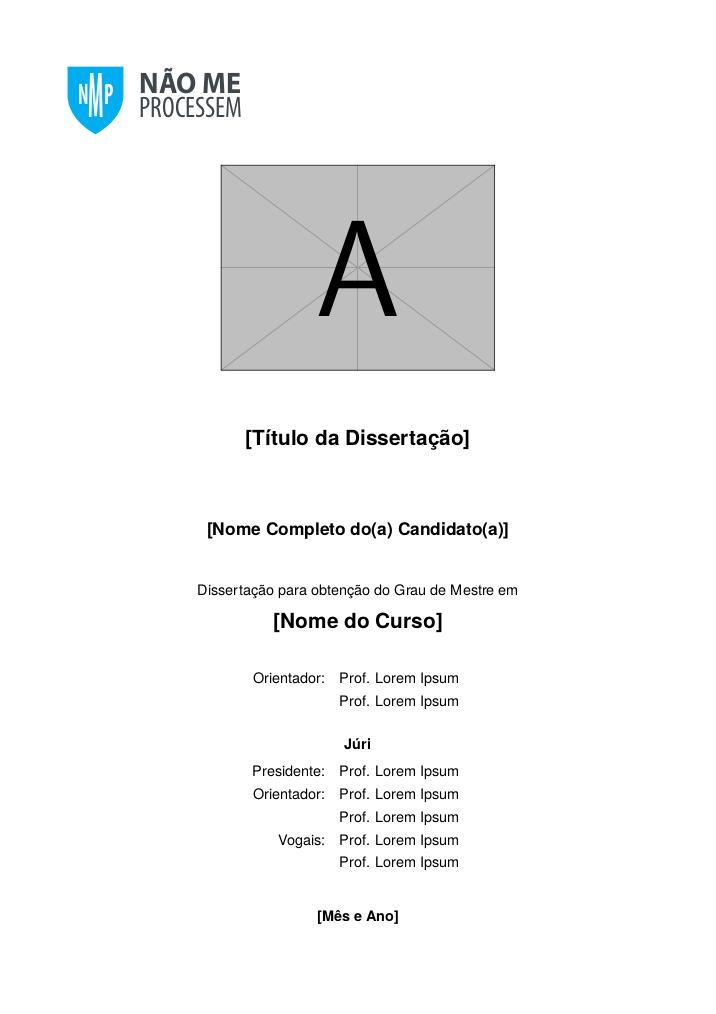 NMP
NÃO ME
PROCESSEM
A
[Título da Dissertação]
[Nome Completo do(a) Candidato(a)]
Dissertação para obtenção do Grau de Mestre em
[Nome do Curso]
Orientador: Prof. Lorem Ipsum
Prof. Lorem Ipsum
Júri
Presidente: Prof. Lorem Ipsum
Orientador: Prof. Lorem Ipsum
Prof. Lorem Ipsum
Vogais: Prof. Lorem Ipsum
Prof. Lorem Ipsum
[Mês e Ano]